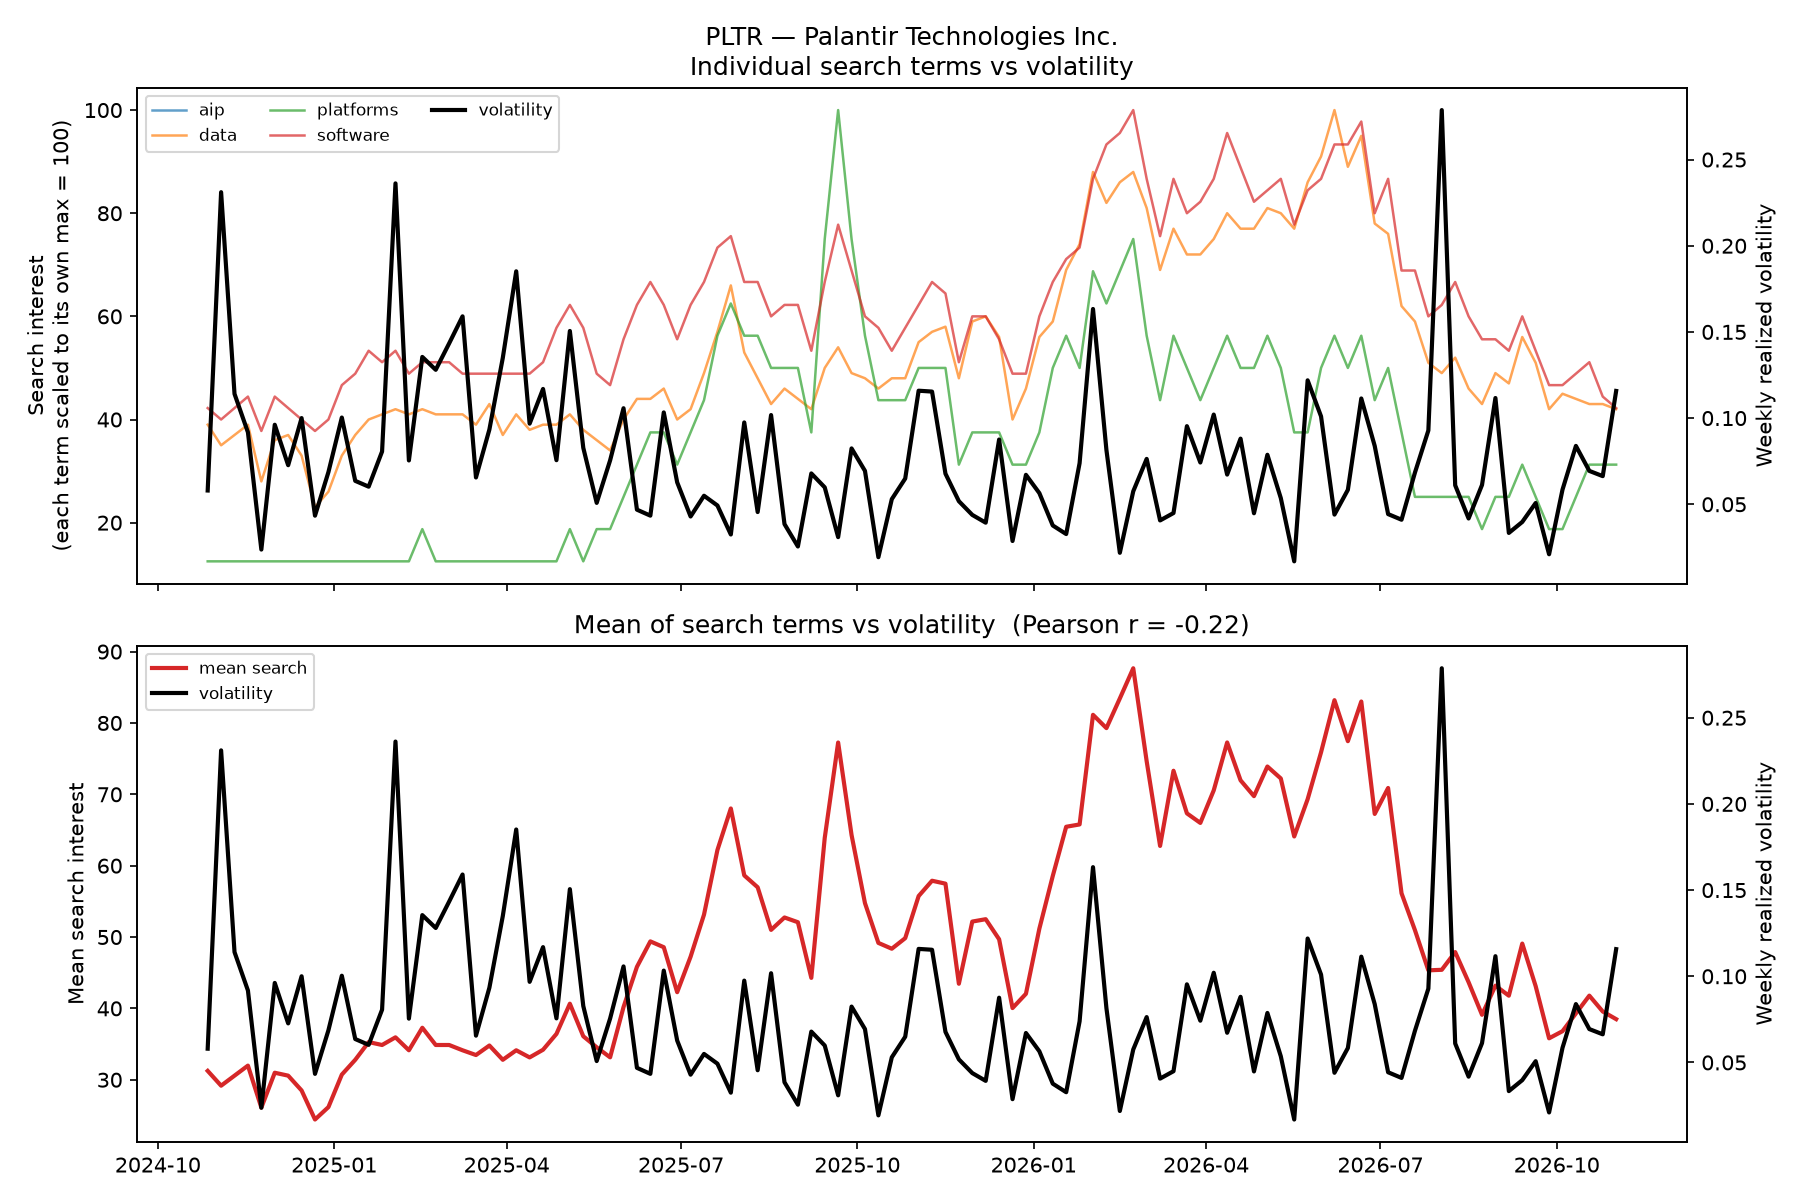 PLTR — Palantir Technologies Inc.
Individual search terms vs volatility
aip
data
platforms
software
volatility
Search interest
(each term scaled to its own max = 100)
100
80
60
40
20
0.25
0.20
0.15
0.10
0.05
Weekly realized volatility
Mean of search terms vs volatility  (Pearson r = -0.22)
mean search
volatility
Mean search interest
90
80
70
60
50
40
30
0.25
0.20
0.15
0.10
0.05
Weekly realized volatility
2024-10 2025-01 2025-04 2025-07 2025-10 2026-01 2026-04 2026-07 2026-10